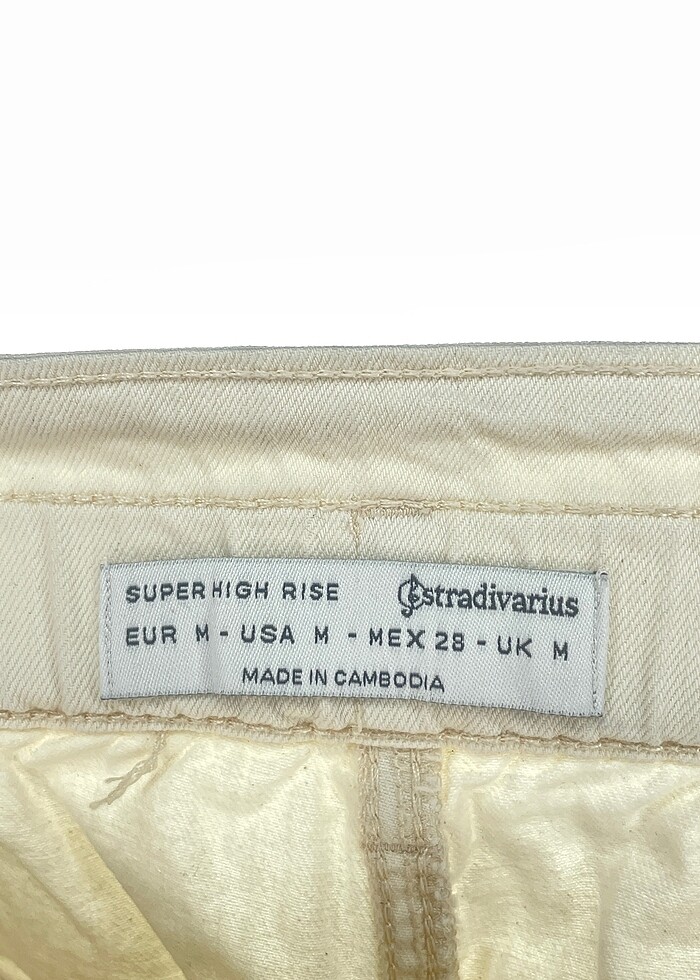 SUPER HIGH RISE Stradivarius
EUR M - USA M - MEX 28 - UK M
MADE IN CAMBODIA